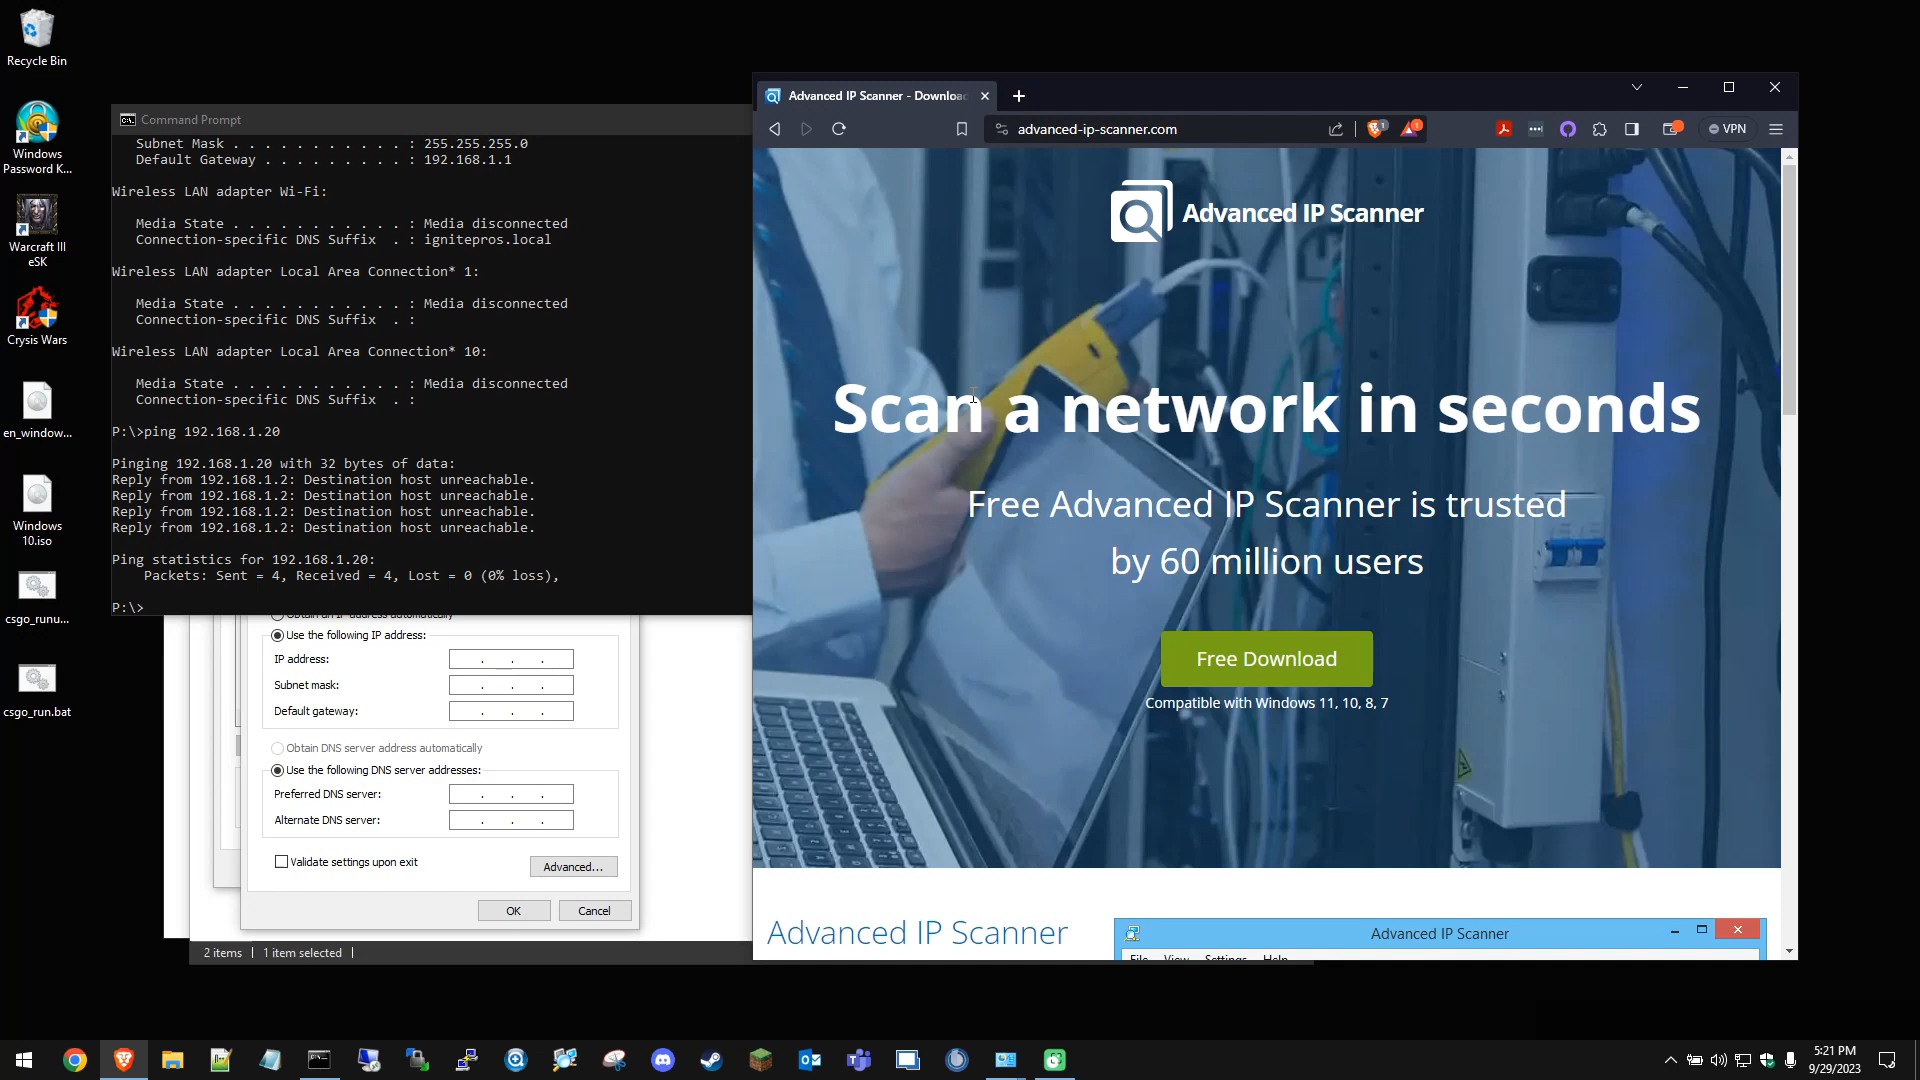 Recycle Bin
Windows
Password K...
Warcraft III
eSK
Crysis Wars
en_window...
Windows
10.iso
csgo_runu...
csgo_run.bat
Command Prompt
Subnet Mask . . . . . . . . . . . : 255.255.255.0
Default Gateway . . . . . . . . . : 192.168.1.1
Wireless LAN adapter Wi-Fi:
Media State . . . . . . . . . . . : Media disconnected
Connection-specific DNS Suffix  . : ignitepros.local
Wireless LAN adapter Local Area Connection* 1:
Media State . . . . . . . . . . . : Media disconnected
Connection-specific DNS Suffix  . :
Wireless LAN adapter Local Area Connection* 10:
Media State . . . . . . . . . . . : Media disconnected
Connection-specific DNS Suffix  . :
P:\>ping 192.168.1.20
Pinging 192.168.1.20 with 32 bytes of data:
Reply from 192.168.1.2: Destination host unreachable.
Reply from 192.168.1.2: Destination host unreachable.
Reply from 192.168.1.2: Destination host unreachable.
Reply from 192.168.1.2: Destination host unreachable.
Ping statistics for 192.168.1.20:
Packets: Sent = 4, Received = 4, Lost = 0 (0% loss),
P:\>
Obtain an IP address automatically
Use the following IP address:
IP address: . . .
Subnet mask: . . .
Default gateway: . . .
Obtain DNS server address automatically
Use the following DNS server addresses:
Preferred DNS server: . . .
Alternate DNS server: . . .
Validate settings upon exit
Advanced...
OK
Cancel
2 items
1 item selected
Advanced IP Scanner - Downloa
advanced-ip-scanner.com
1
1
VPN
Advanced IP Scanner
Scan a network in seconds
Free Advanced IP Scanner is trusted
by 60 million users
Free Download
Compatible with Windows 11, 10, 8, 7
Advanced IP Scanner
Advanced IP Scanner
File View Settings Help
5:21 PM
9/29/2023